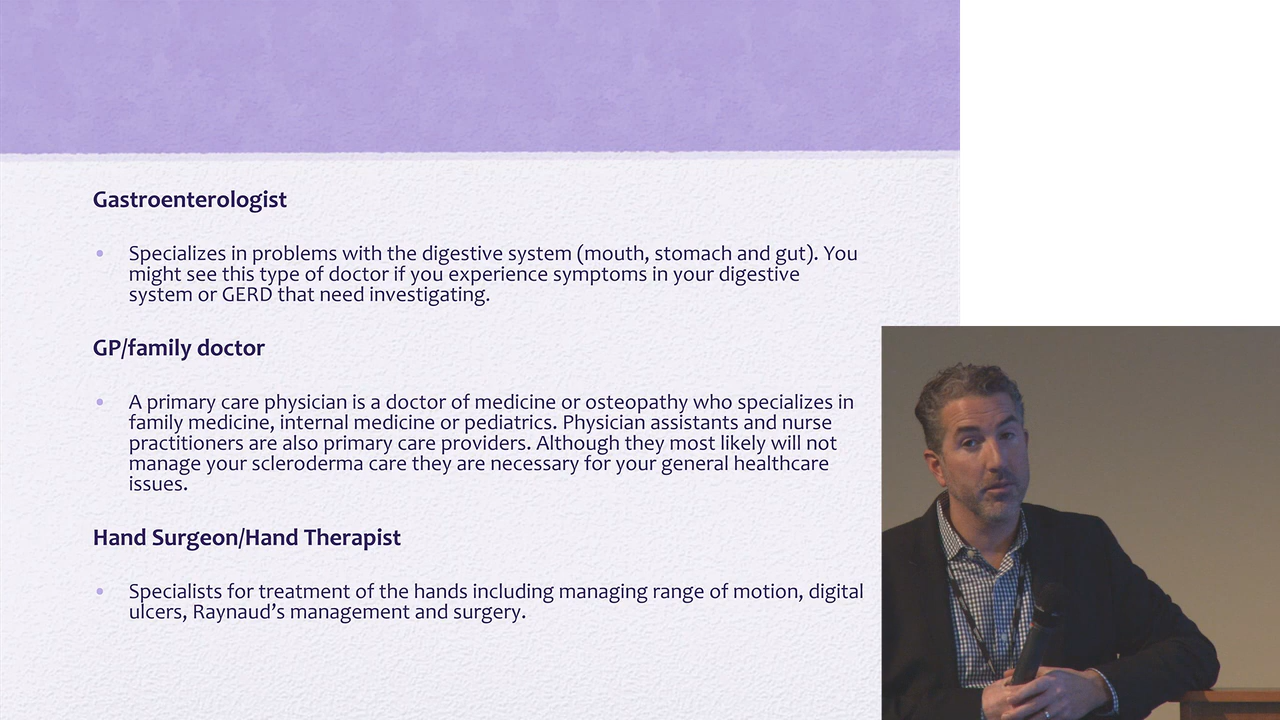 Gastroenterologist
• Specializes in problems with the digestive system (mouth, stomach and gut). You
might see this type of doctor if you experience symptoms in your digestive
system or GERD that need investigating.
GP/family doctor
• A primary care physician is a doctor of medicine or osteopathy who specializes in
family medicine, internal medicine or pediatrics. Physician assistants and nurse
practitioners are also primary care providers. Although they most likely will not
manage your scleroderma care they are necessary for your general healthcare
issues.
Hand Surgeon/Hand Therapist
• Specialists for treatment of the hands including managing range of motion, digital
ulcers, Raynaud’s management and surgery.